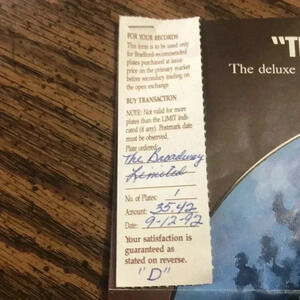 FOR YOUR RECORDS
This form is to be used only
for Bradford-recommended
plates purchased at issue
price on the primary market
before secondary trading on
the open exchange.
BUY TRANSACTION
NOTE: Not valid for more
plates than the LIMIT indi-
cated (if any). Postmark date
must be observed.
Plate ordered:
The Broadway
Limited
No. of Plates: 1
Amount: 35.42
Date: 9-12-92
Your satisfaction is
guaranteed as
stated on reverse.
"D"
The deluxe